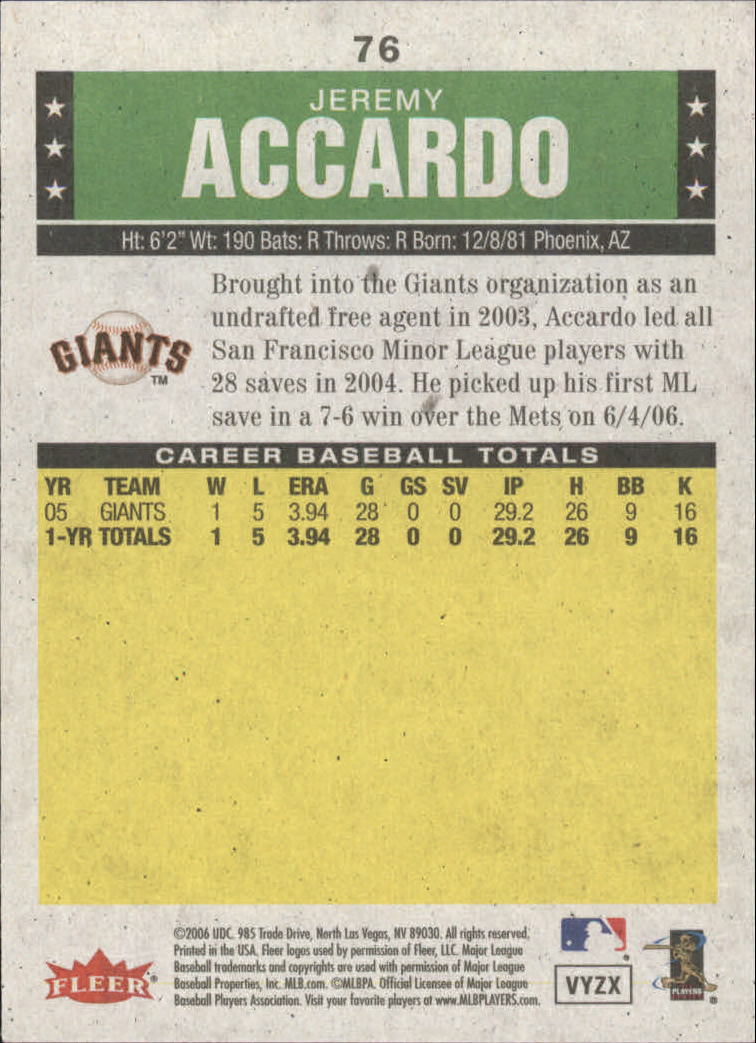 76
JEREMY
ACCARDO
Ht: 6'2" Wt: 190 Bats: R Throws: R Born: 12/8/81 Phoenix, AZ
GIANTS TM
Brought into the Giants organization as an
undrafted free agent in 2003, Accardo led all
San Francisco Minor League players with
28 saves in 2004. He picked up his first ML
save in a 7-6 win over the Mets on 6/4/06.
CAREER BASEBALL TOTALS
YR TEAM W L ERA G GS SV IP H BB K
05 GIANTS 1 5 3.94 28 0 0 29.2 26 9 16
1-YR TOTALS 1 5 3.94 28 0 0 29.2 26 9 16
©2006 UDC. 985 Trade Drive, North Las Vegas, NV 89030. All rights reserved.
Printed in the USA. Fleer logos used by permission of Fleer, LLC. Major League
Baseball trademarks and copyrights are used with permission of Major League
Baseball Properties, Inc. MLB.com. ©MLBPA. Official Licensee of Major League
Baseball Players Association. Visit your favorite players at www.MLBPLAYERS.com.
FLEER®
VYZX
PLAYERS
®